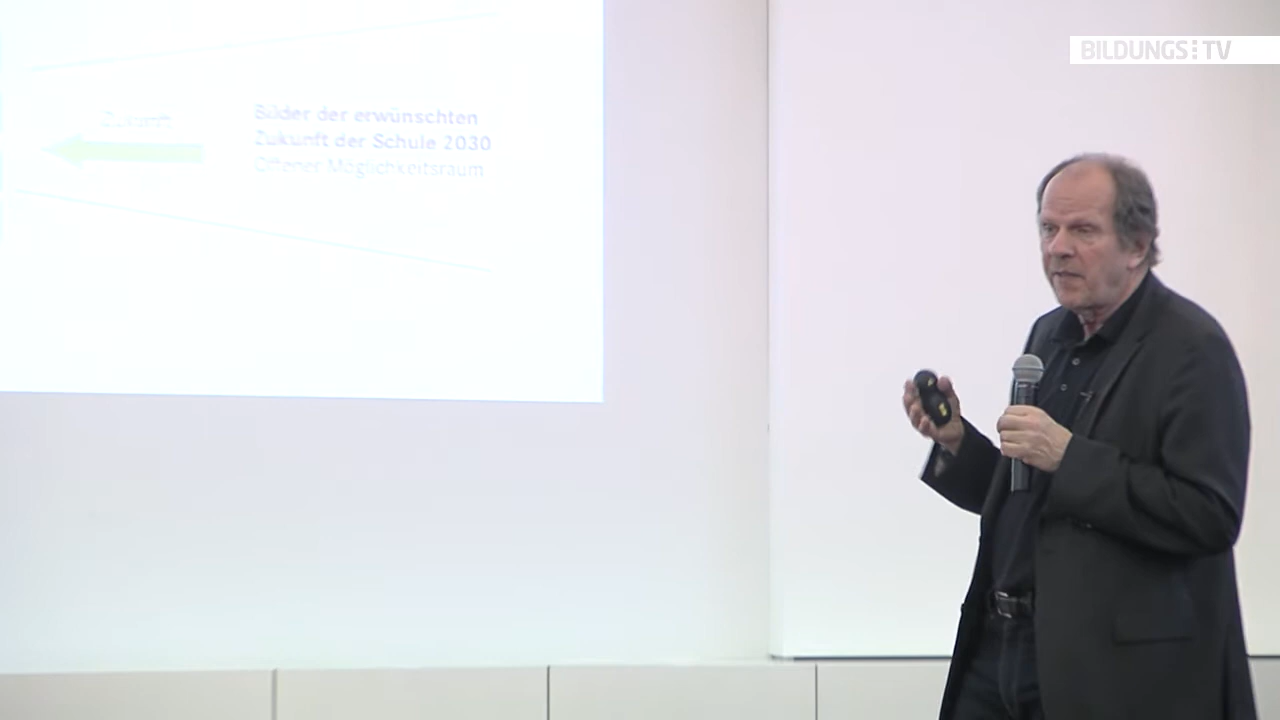 BILDUNGS TV
Zukunft
Bilder der erwünschten
Zukunft der Schule 2030
Offener Möglichkeitsraum